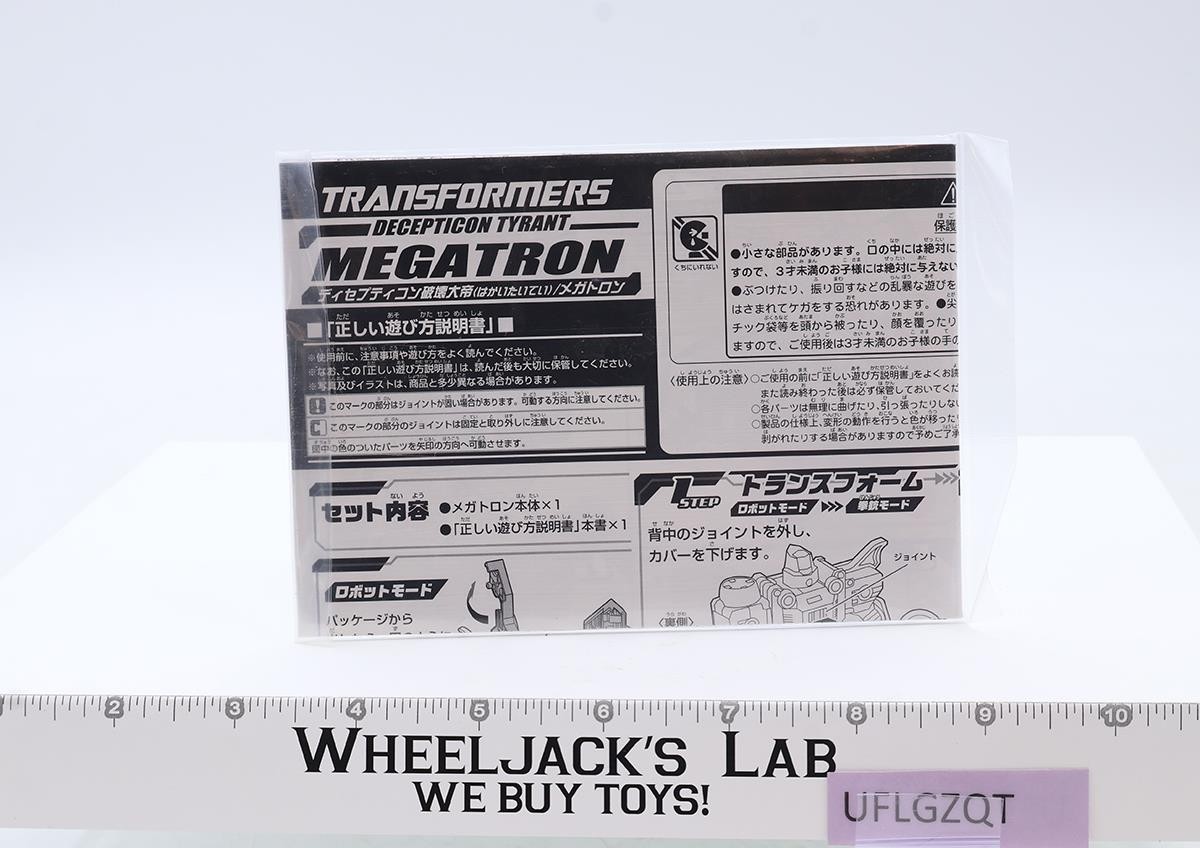 TRANSFORMERS
DECEPTICON TYRANT
MEGATRON
ディセプティコン破壊大帝(はかいたいてい)/メガトロン
■「正しい遊び方説明書」■
※使用前に、注意事項や遊び方をよく読んでください。
※なお、この「正しい遊び方説明書」は、読んだ後も大切に保管してください。
※写真及びイラストは、商品と多少異なる場合があります。
! このマークの部分はジョイントが固い場合があります。可動する方向に注意してください。
C このマークの部分のジョイントは固定と取り外しに注意してください。
図中の色のついたパーツを矢印の方向へ可動させます。
くちにいれない
保護
●小さな部品があります。口の中には絶対に
すので、3才未満のお子様には絶対に与えない
●ぶつけたり、振り回すなどの乱暴な遊びを
はさまれてケガをする恐れがあります。●尖
チック袋等を頭から被ったり、顔を覆ったり
ますので、ご使用後は3才未満のお子様の手の
〈使用上の注意〉○ご使用の前に「正しい遊び方説明書」をよくお読
また読み終わった後は必ず保管しておいてくだ
○各パーツは無理に曲げたり、引っ張ったりしない
○製品の仕様上、変形の動作を行うと色が移った
剥がれたりする場合がありますので予めご了承
セット内容
●メガトロン本体×1
●「正しい遊び方説明書」本書×1
ロボットモード
パッケージから
1 STEP
トランスフォーム
ロボットモード
拳銃モード
背中のジョイントを外し、
カバーを下げます。
ジョイント
〈裏側〉
2 3 4 5 6 7 8 9 10
WHEELJACK'S LAB
WE BUY TOYS!
UFLGZQT